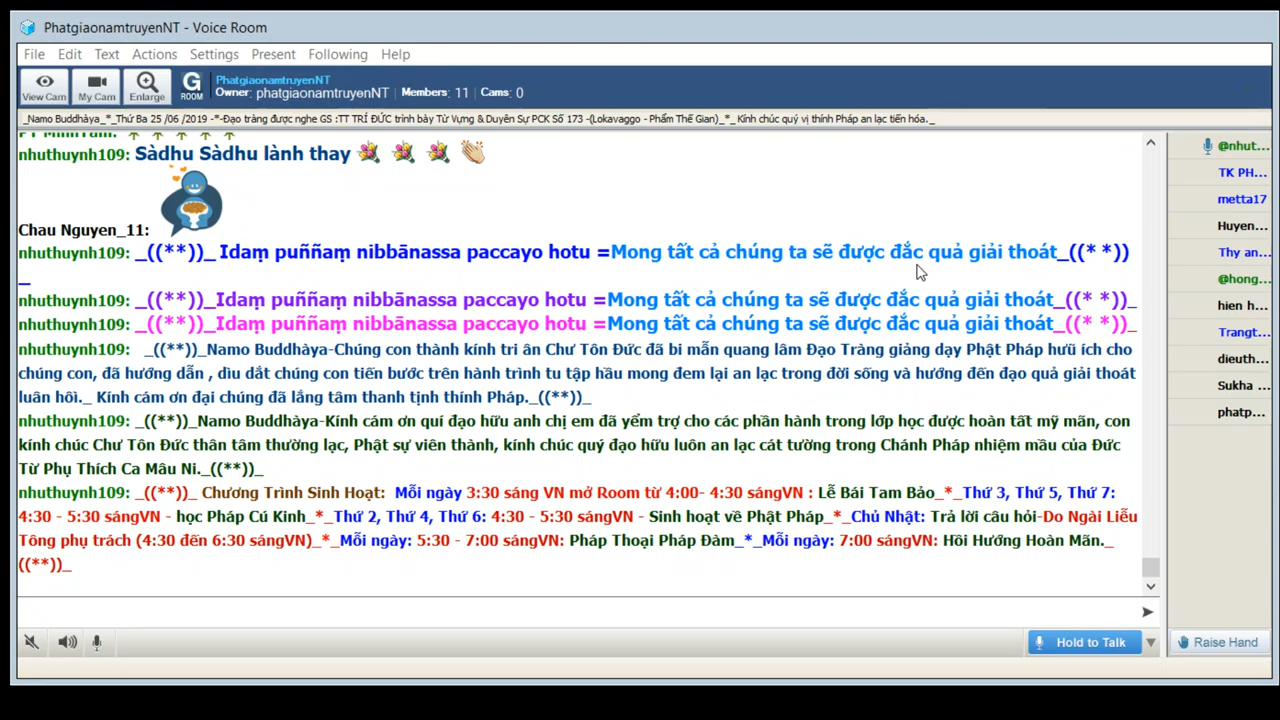 PhatgiaonamtruyenNT - Voice Room
File Edit Text Actions Settings Present Following Help
View Cam My Cam Enlarge G ROOM
PhatgiaonamtruyenNT
Owner: phatgiaonamtruyenNT Members: 11 Cams: 0
_Namo Buddhàya_*_Thứ Ba 25 /06 /2019 -*-Đạo tràng được nghe GS :TT TRÍ ĐỨC trình bày Từ Vựng & Duyên Sự PCK Số 173 -(Lokavaggo - Phẩm Thế Gian)_*_ Kính chúc quý vị thính Pháp an lạc tiến hóa._
nhuthuynh109: Sàdhu Sàdhu lành thay
Chau Nguyen_11:
nhuthuynh109: _((**))_ Idaṃ puññaṃ nibbānassa paccayo hotu =Mong tất cả chúng ta sẽ được đắc quả giải thoát_((* *))
_
nhuthuynh109: _((**))_Idaṃ puññaṃ nibbānassa paccayo hotu =Mong tất cả chúng ta sẽ được đắc quả giải thoát_((* *))_
nhuthuynh109: _((**))_Idaṃ puññaṃ nibbānassa paccayo hotu =Mong tất cả chúng ta sẽ được đắc quả giải thoát_((* *))_
nhuthuynh109: _((**))_Namo Buddhàya-Chúng con thành kính tri ân Chư Tôn Đức đã bi mẫn quang lâm Đạo Tràng giảng dạy Phật Pháp hưũ ích cho
chúng con, đã hướng dẫn , dìu dắt chúng con tiến bước trên hành trình tu tập hầu mong đem lại an lạc trong đời sống và hướng đến đạo quả giải thoát
luân hồi._ Kính cám ơn đại chúng đã lắng tâm thanh tịnh thính Pháp._((**))_
nhuthuynh109: _((**))_Namo Buddhàya-Kính cám ơn quí đạo hữu anh chị em đã yểm trợ cho các phần hành trong lớp học được hoàn tất mỹ mãn, con
kính chúc Chư Tôn Đức thân tâm thường lạc, Phật sự viên thành, kính chúc quý đạo hữu luôn an lạc cát tường trong Chánh Pháp nhiệm mầu của Đức
Từ Phụ Thích Ca Mâu Ni._((**))_
nhuthuynh109: _((**))_ Chương Trình Sinh Hoạt: Mỗi ngày 3:30 sáng VN mở Room từ 4:00- 4:30 sángVN : Lễ Bái Tam Bảo_*_Thứ 3, Thứ 5, Thứ 7:
4:30 - 5:30 sángVN - học Pháp Cú Kinh_*_Thứ 2, Thứ 4, Thứ 6: 4:30 - 5:30 sángVN - Sinh hoạt về Phật Pháp_*_Chủ Nhật: Trả lời câu hỏi-Do Ngài Liễu
Tông phụ trách (4:30 đến 6:30 sángVN)_*_Mỗi ngày: 5:30 - 7:00 sángVN: Pháp Thoại Pháp Đàm_*_Mỗi ngày: 7:00 sángVN: Hồi Hướng Hoàn Mãn._
((**))_
@nhut...
TK PH...
metta17
Huyen...
Thy an...
@hong...
hien h...
Trangt...
dieuth...
Sukha ...
phatp...
Hold to Talk
Raise Hand